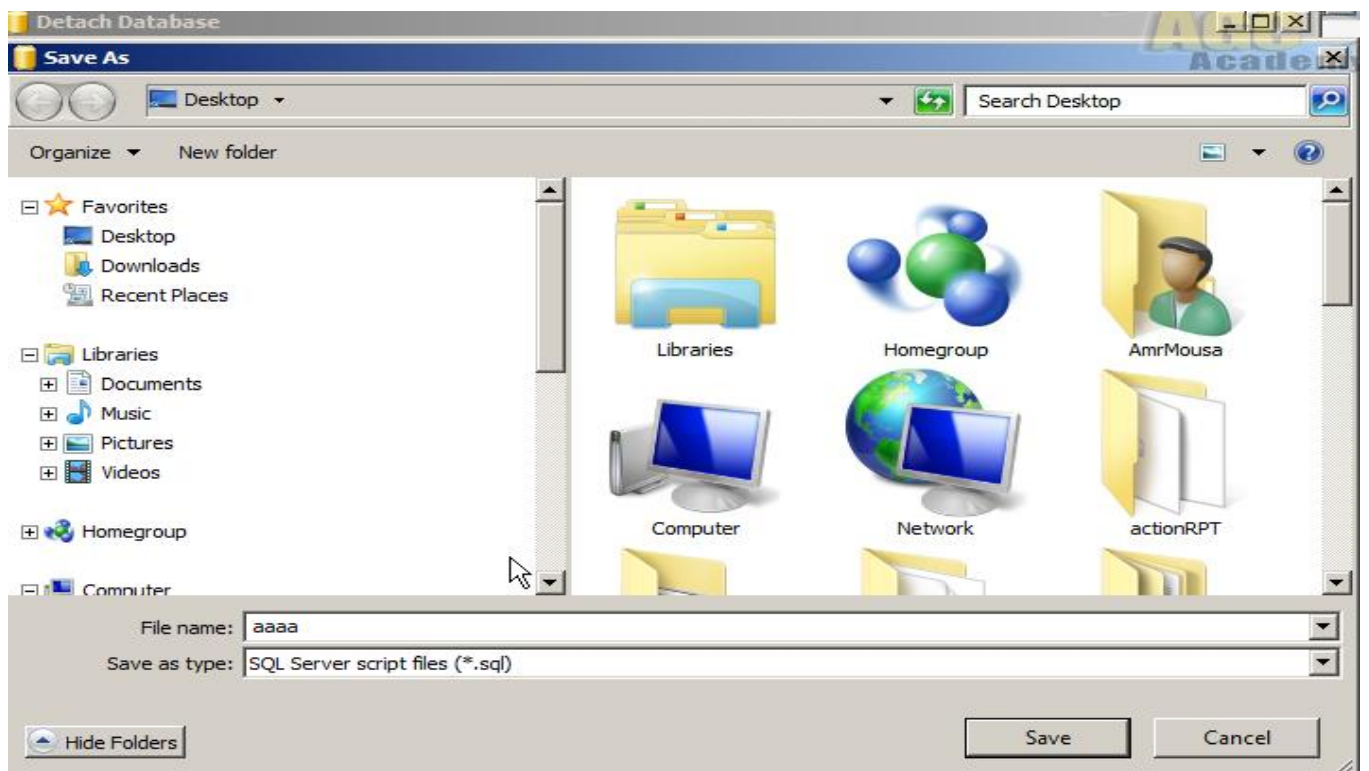 Detach Database
Save As
Academy
Desktop
Search Desktop
Organize
New folder
Favorites
Desktop
Downloads
Recent Places
Libraries
Documents
Music
Pictures
Videos
Homegroup
Computer
Libraries
Homegroup
AmrMousa
Computer
Network
actionRPT
File name: aaaa
Save as type: SQL Server script files (*.sql)
Hide Folders
Save
Cancel